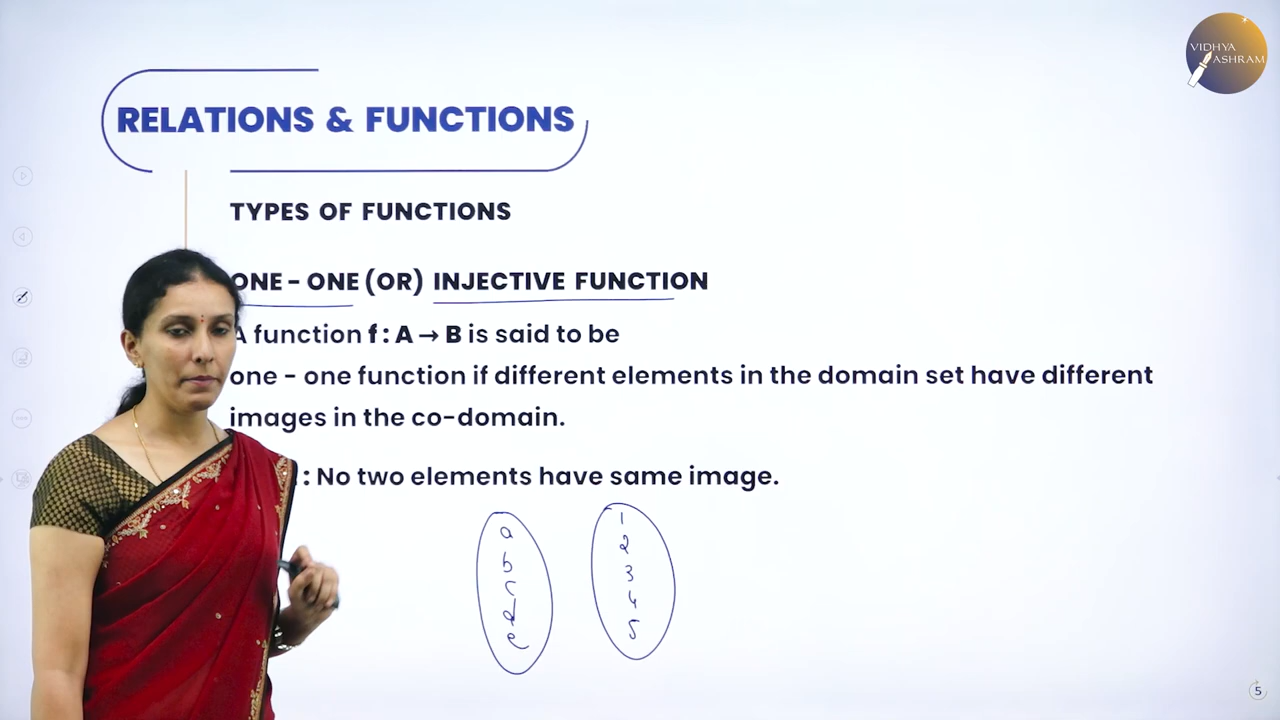 VIDHYA
ASHRAM
RELATIONS & FUNCTIONS
TYPES OF FUNCTIONS
ONE - ONE (OR) INJECTIVE FUNCTION
A function f : A → B is said to be
one - one function if different elements in the domain set have different
images in the co-domain.
: No two elements have same image.
a 1
b 2
c 3
d 4
e 5
5